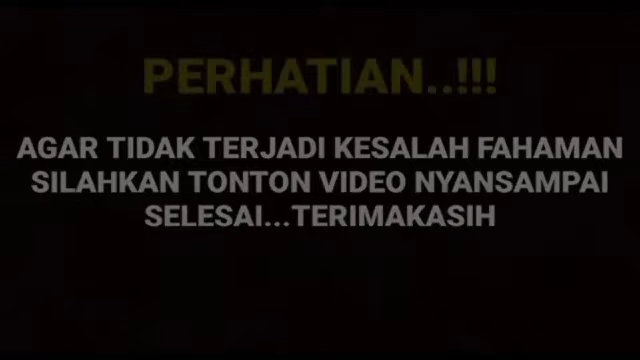 PERHATIAN..!!!
AGAR TIDAK TERJADI KESALAH FAHAMAN
SILAHKAN TONTON VIDEO NYANSAMPAI
SELESAI...TERIMAKASIH